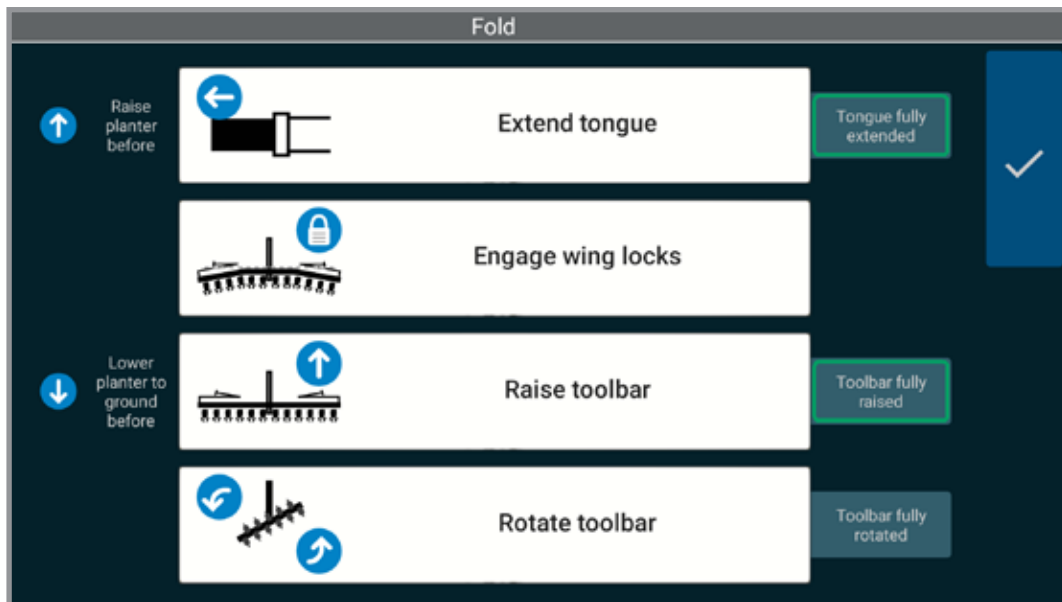 Fold
Raise
planter
before
Extend tongue
Tongue fully
extended
Engage wing locks
Lower
planter to
ground
before
Raise toolbar
Toolbar fully
raised
Rotate toolbar
Toolbar fully
rotated